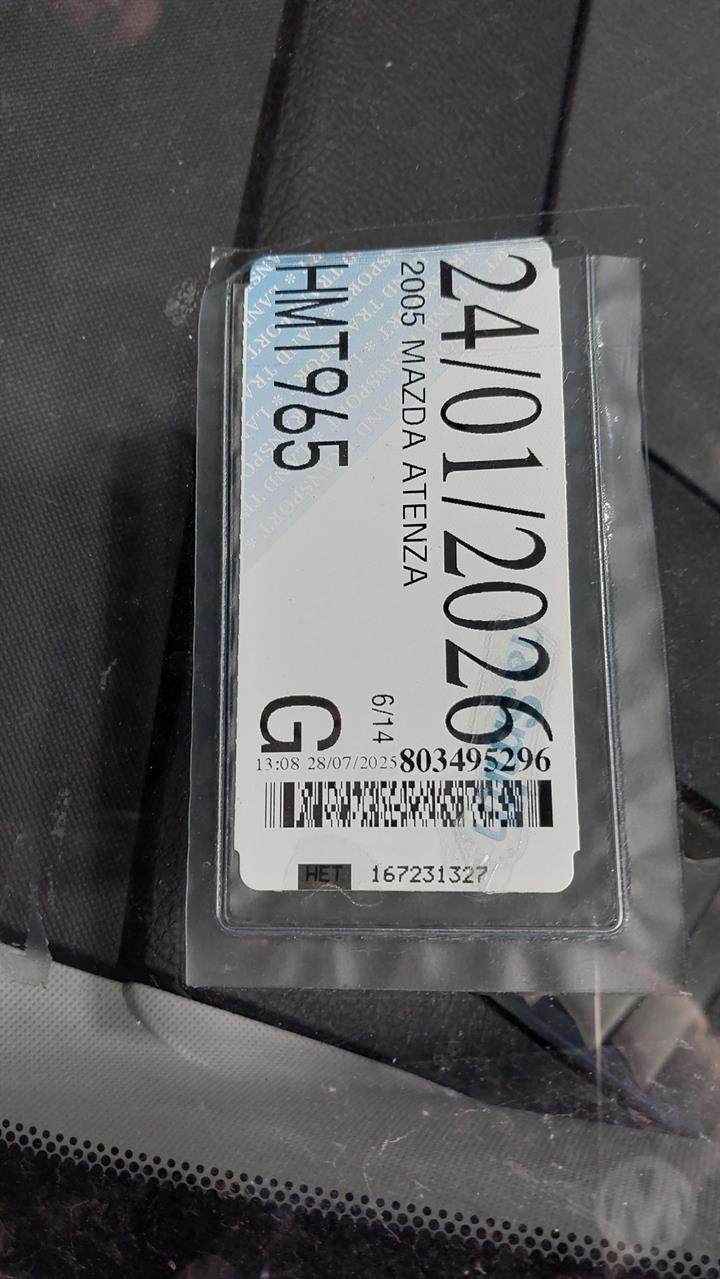 24/01/2026
2005 MAZDA ATENZA
HMT965
6/14
G
13:08 28/07/2025 803495296
HET 167231327